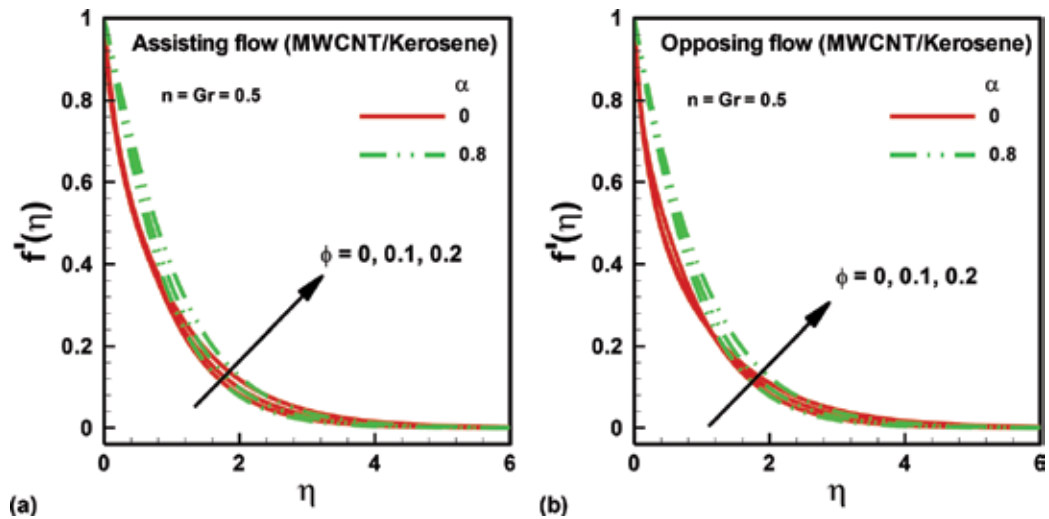 1
Assisting flow (MWCNT/Kerosene)
n = Gr = 0.5
α
0
0.8
0.8
0.6
f'(η)
ϕ = 0, 0.1, 0.2
0.4
0.2
0
0
2
4
6
η
(a)
1
Opposing flow (MWCNT/Kerosene)
n = Gr = 0.5
α
0
0.8
0.8
0.6
f'(η)
ϕ = 0, 0.1, 0.2
0.4
0.2
0
0
2
4
6
η
(b)